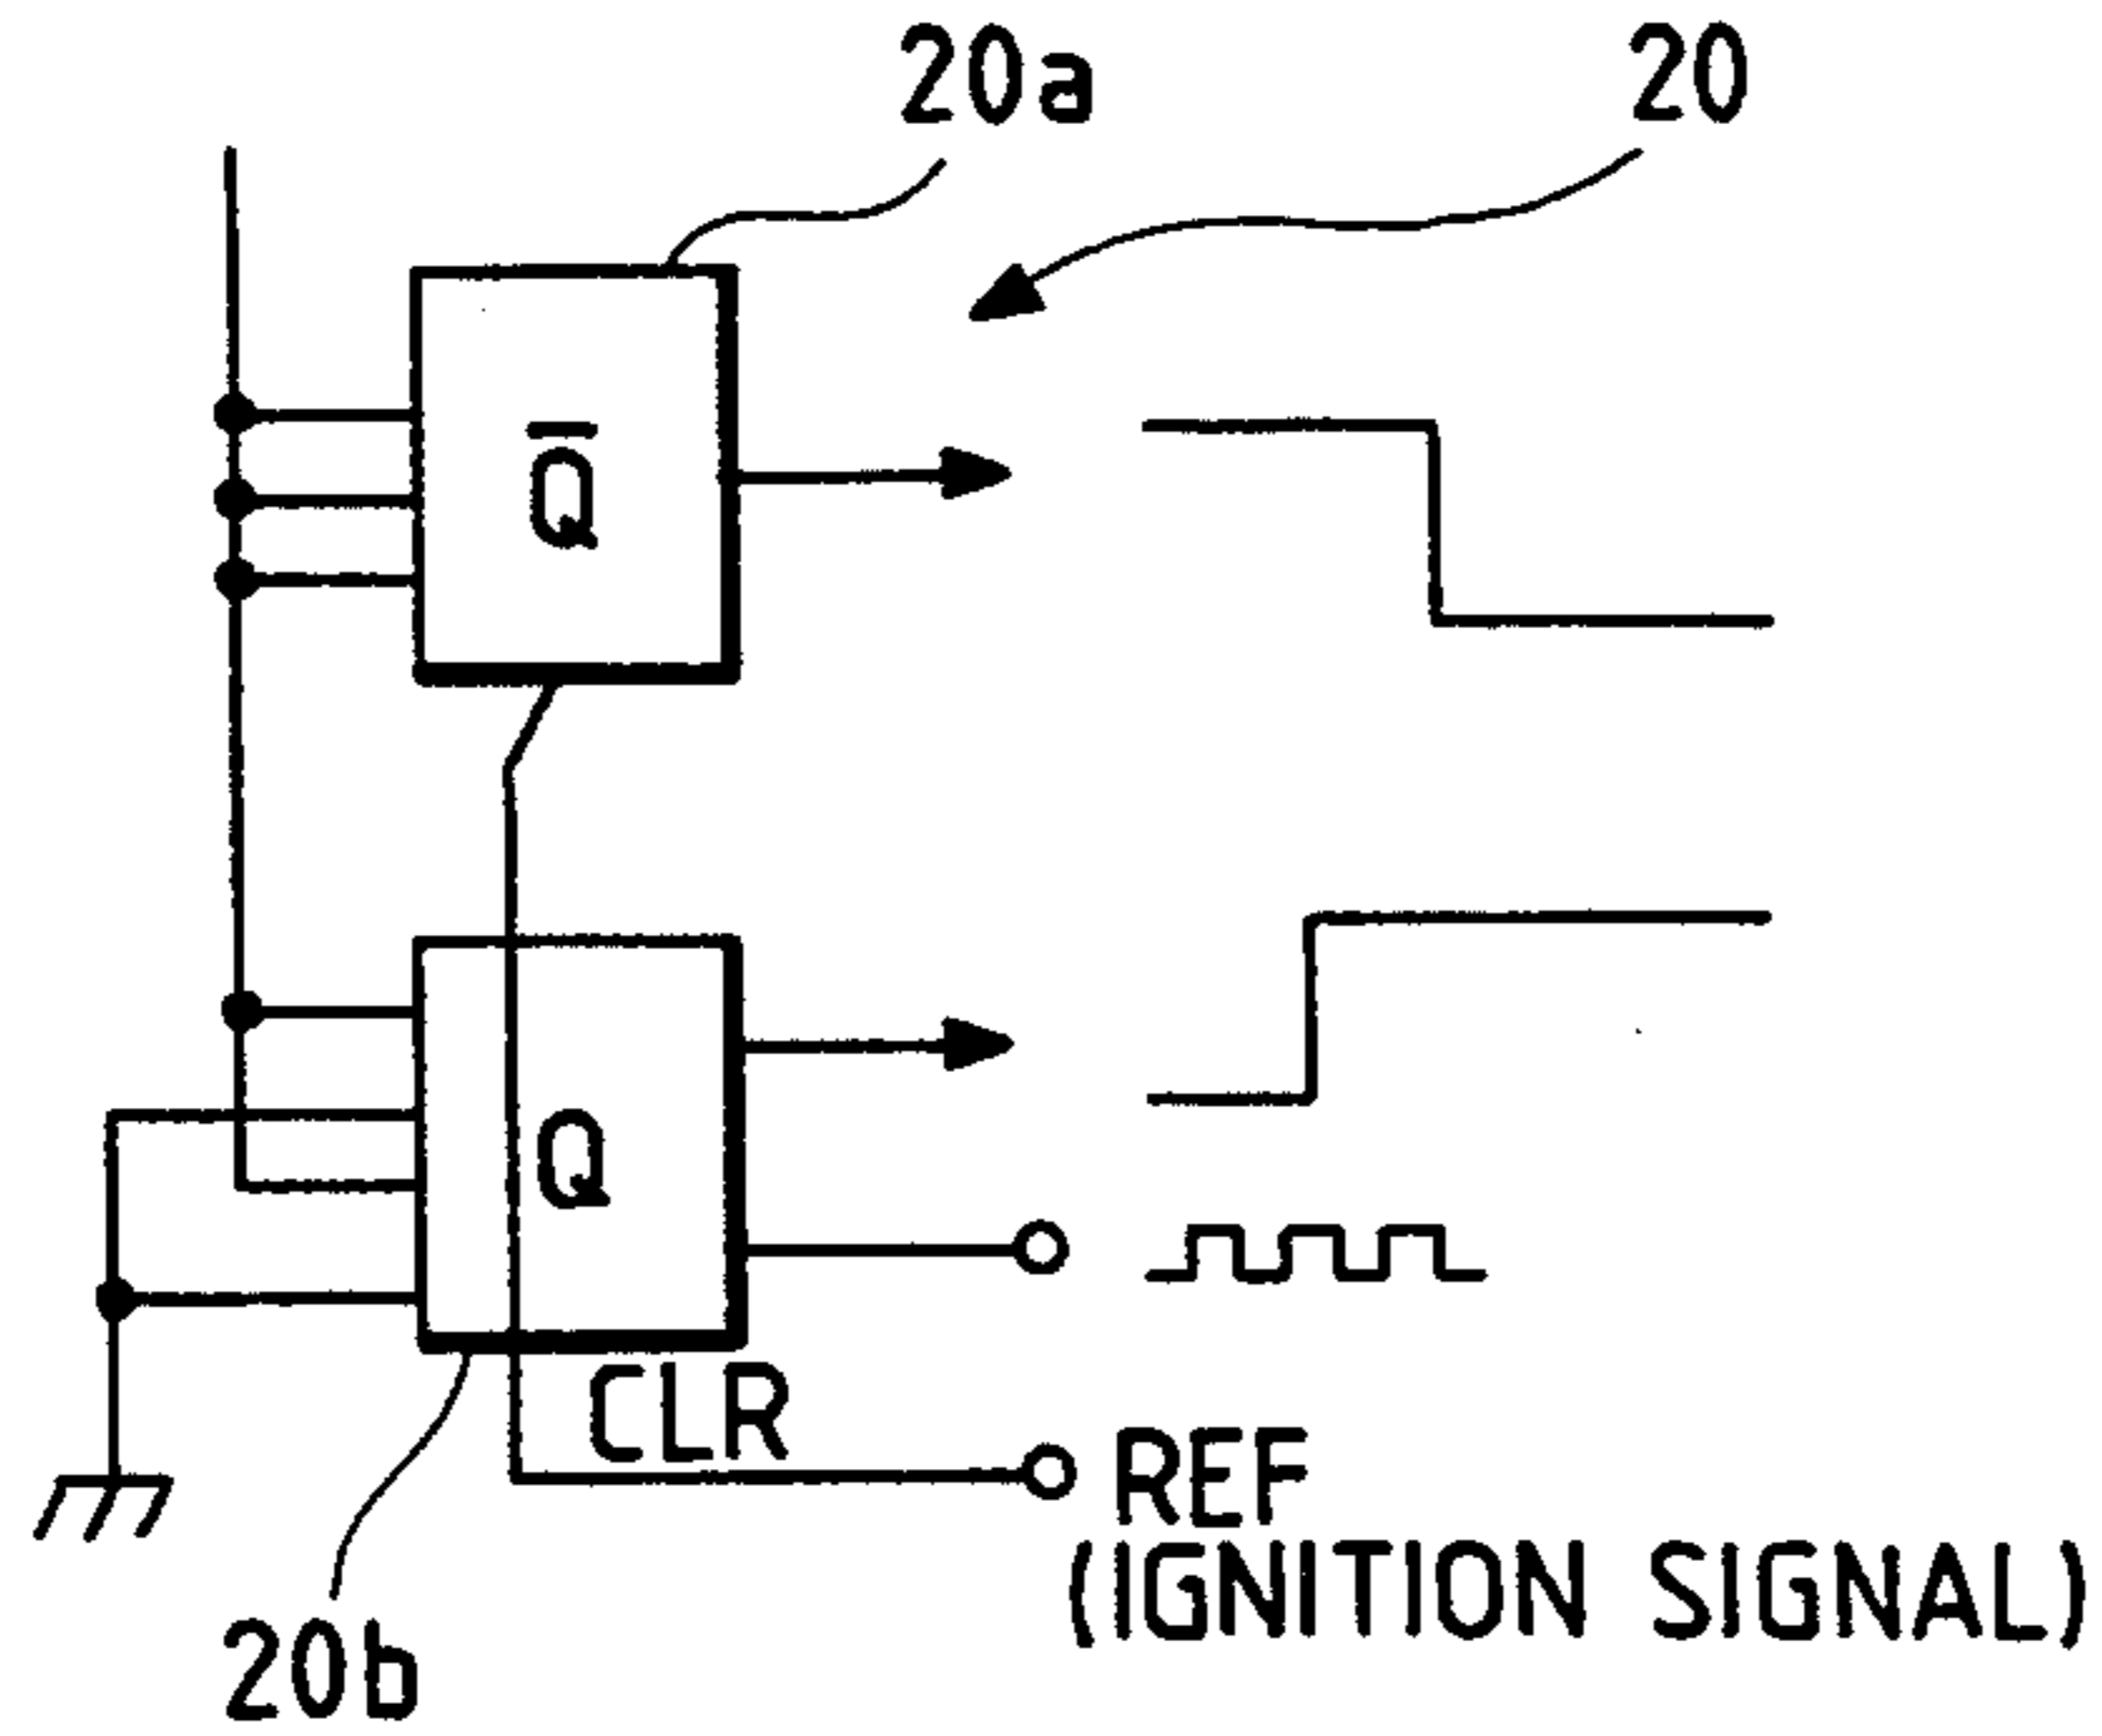 20a
20
Q̅
Q
CLR
REF
(IGNITION SIGNAL)
20b